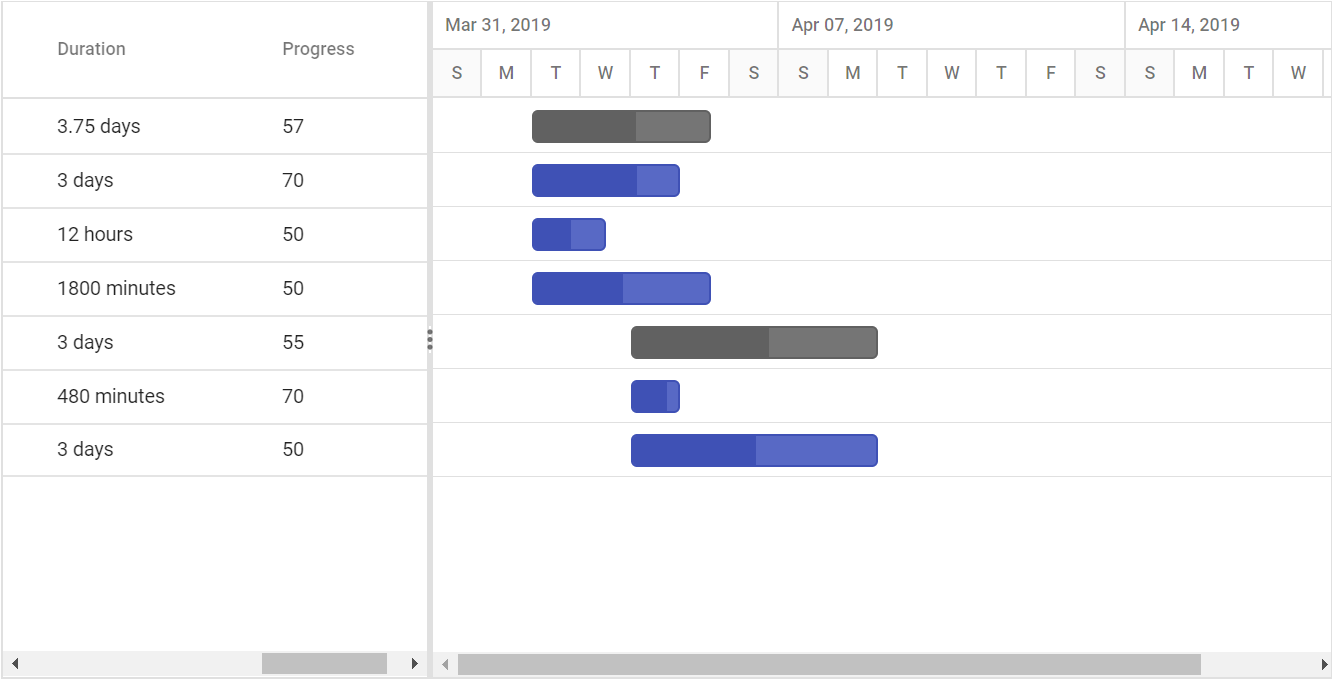 Duration Progress Mar 31, 2019 Apr 07, 2019 Apr 14, 2019
S M T W T F S S M T W T F S S M T W
3.75 days 57
3 days 70
12 hours 50
1800 minutes 50
3 days 55
480 minutes 70
3 days 50